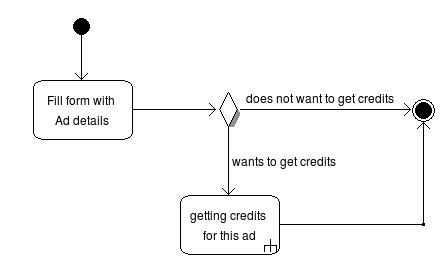 Fill form with
Ad details
does not want to get credits
wants to get credits
getting credits
for this ad